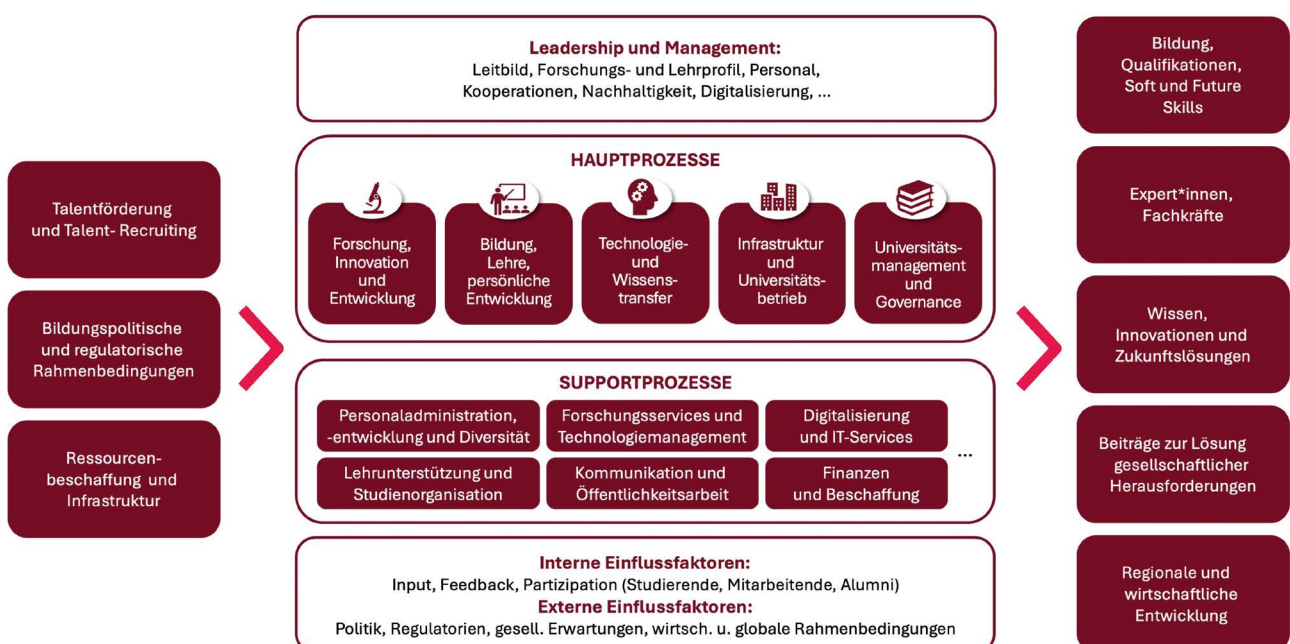 Talentförderung
und Talent- Recruiting
Bildungspolitische
und regulatorische
Rahmenbedingungen
Ressourcen-
beschaffung und
Infrastruktur
Leadership und Management:
Leitbild, Forschungs- und Lehrprofil, Personal,
Kooperationen, Nachhaltigkeit, Digitalisierung, ...
HAUPTPROZESSE
Forschung,
Innovation
und
Entwicklung
Bildung,
Lehre,
persönliche
Entwicklung
Technologie-
und
Wissens-
transfer
Infrastruktur
und
Universitäts-
betrieb
Universitäts-
management
und
Governance
SUPPORTPROZESSE
Personaladministration,
-entwicklung und Diversität
Forschungsservices und
Technologiemanagement
Digitalisierung
und IT-Services
Lehrunterstützung und
Studienorganisation
Kommunikation und
Öffentlichkeitsarbeit
Finanzen
und Beschaffung
...
Interne Einflussfaktoren:
Input, Feedback, Partizipation (Studierende, Mitarbeitende, Alumni)
Externe Einflussfaktoren:
Politik, Regulatorien, gesell. Erwartungen, wirtsch. u. globale Rahmenbedingungen
Bildung,
Qualifikationen,
Soft und Future
Skills
Expert*innen,
Fachkräfte
Wissen,
Innovationen und
Zukunftslösungen
Beiträge zur Lösung
gesellschaftlicher
Herausforderungen
Regionale und
wirtschaftliche
Entwicklung